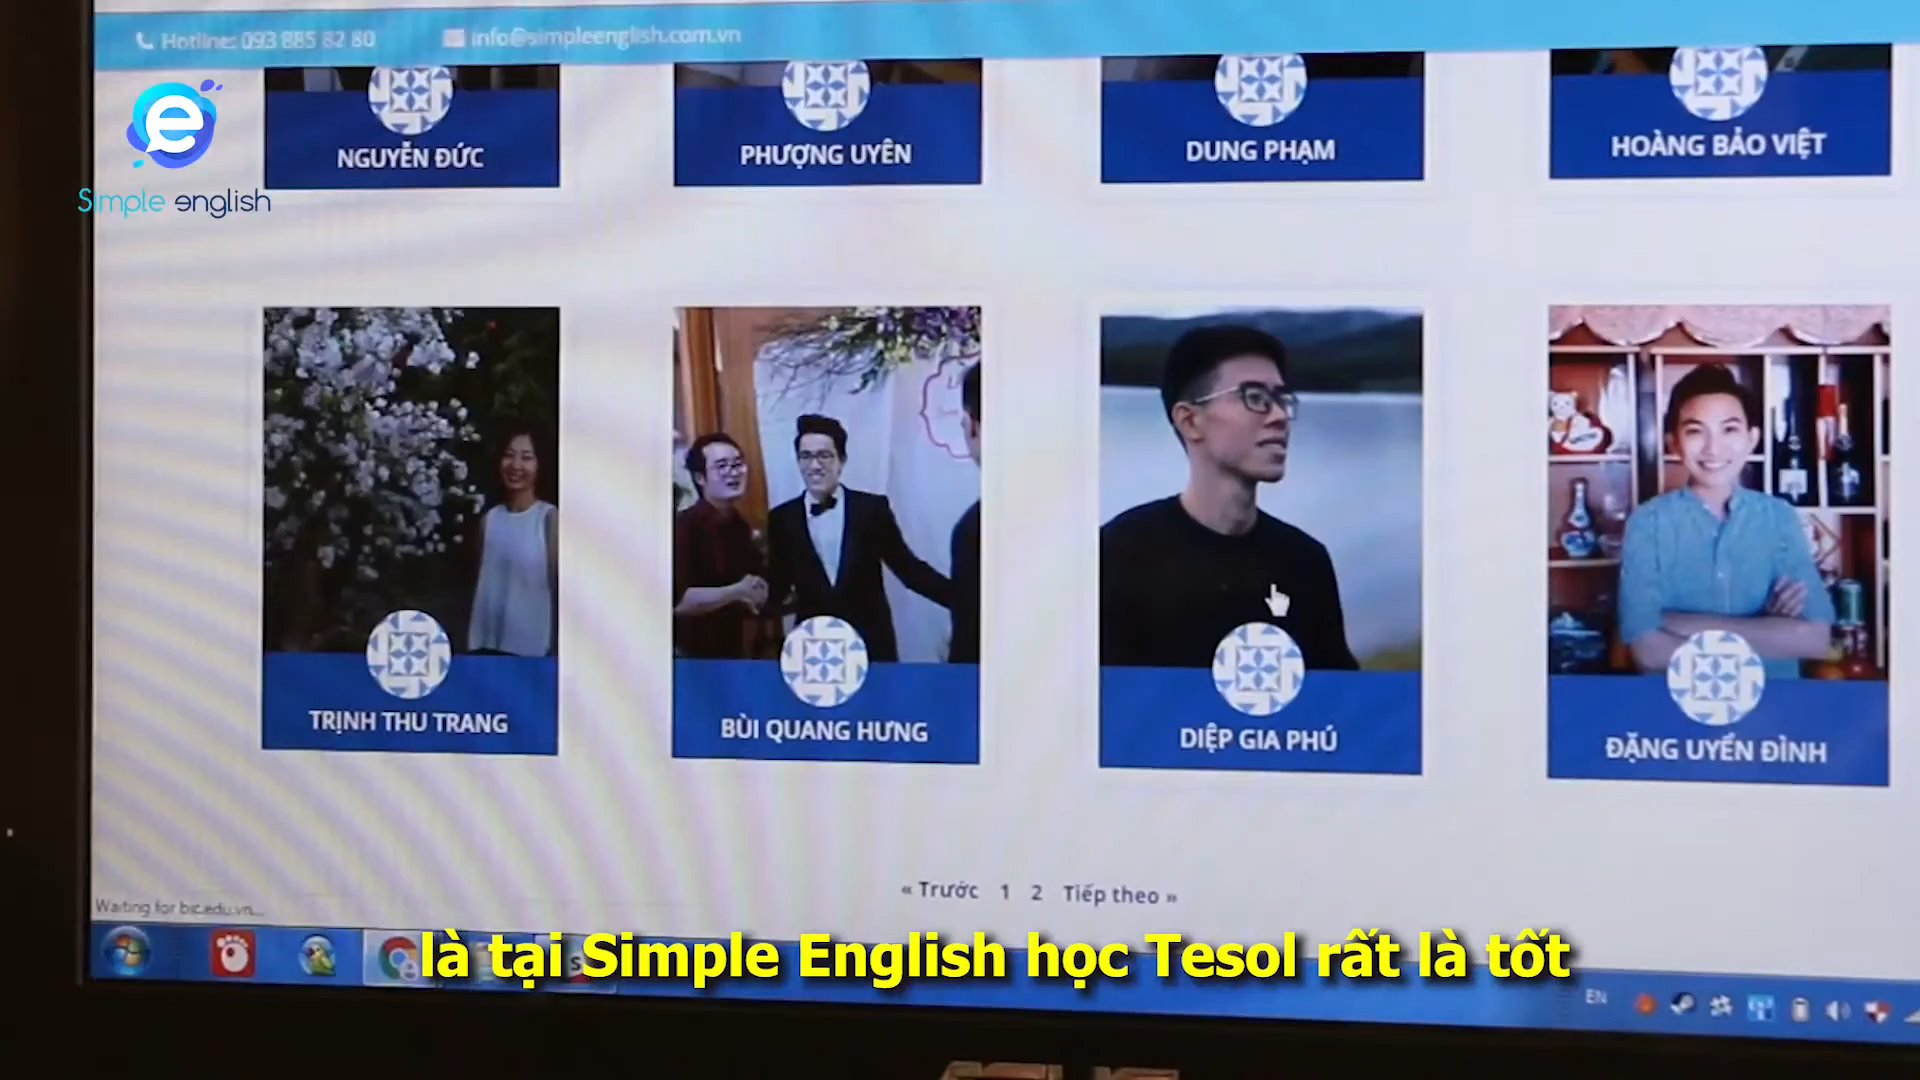 Hotline: 093 885 82 80
info@simpleenglish.com.vn
Simple english
NGUYỄN ĐỨC
PHƯỢNG UYÊN
DUNG PHẠM
HOÀNG BẢO VIỆT
TRỊNH THU TRANG
BÙI QUANG HƯNG
DIỆP GIA PHÚ
ĐẶNG UYỂN ĐÌNH
« Trước 1 2 Tiếp theo »
Waiting for bsc.edu.vn...
là tại Simple English học Tesol rất là tốt
EN